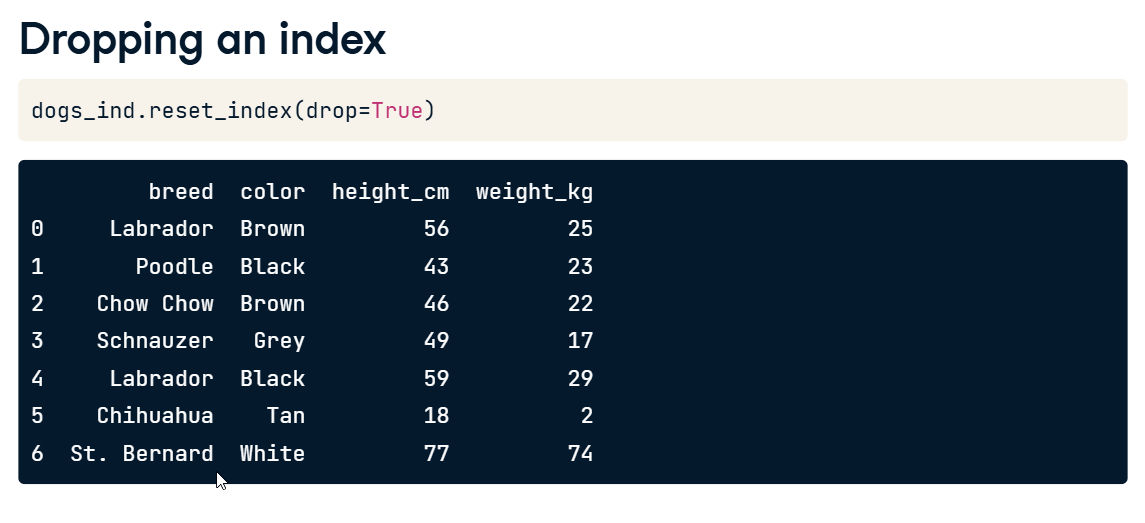 Dropping an index
dogs_ind.reset_index(drop=True)
breed color height_cm weight_kg
0 Labrador Brown 56 25
1 Poodle Black 43 23
2 Chow Chow Brown 46 22
3 Schnauzer Grey 49 17
4 Labrador Black 59 29
5 Chihuahua Tan 18 2
6 St. Bernard White 77 74